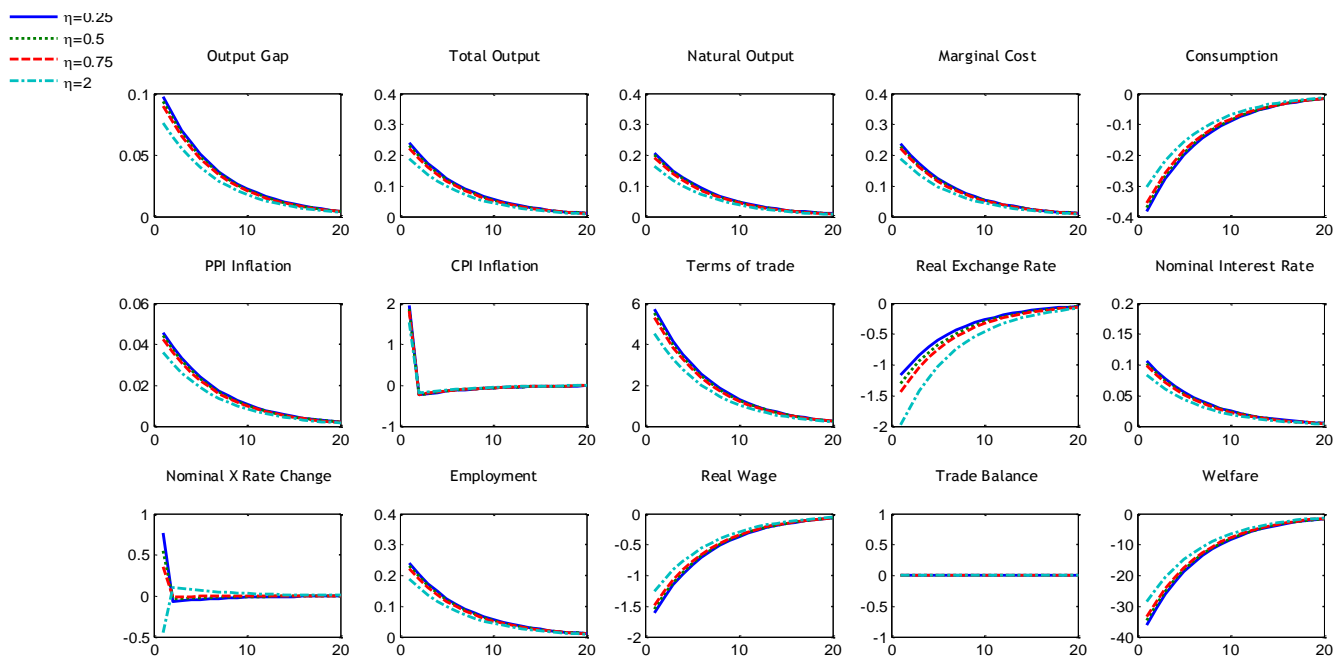 η=0.25
η=0.5
η=0.75
η=2
Output Gap Total Output Natural Output Marginal Cost Consumption
0.1 0.4 0.4 0.4 0
0.3 0.3 0.3 -0.1
0.05 0.2 0.2 0.2 -0.2
0.1 0.1 0.1 -0.3
0 0 0 0 -0.4
0 10 20 0 10 20 0 10 20 0 10 20 0 10 20
PPI Inflation CPI Inflation Terms of trade Real Exchange Rate Nominal Interest Rate
0.06 2 6 0 0.2
0.04 1 4 -0.5 0.15
-1 0.1
0.02 0 2 -1.5 0.05
0 -1 0 -2 0
0 10 20 0 10 20 0 10 20 0 10 20 0 10 20
Nominal X Rate Change Employment Real Wage Trade Balance Welfare
1 0.4 0 1 0
0.5 0.3 -0.5 0.5 -10
0.2 -1 0 -20
0 0.1 -1.5 -0.5 -30
-0.5 0 -2 -1 -40
0 10 20 0 10 20 0 10 20 0 10 20 0 10 20